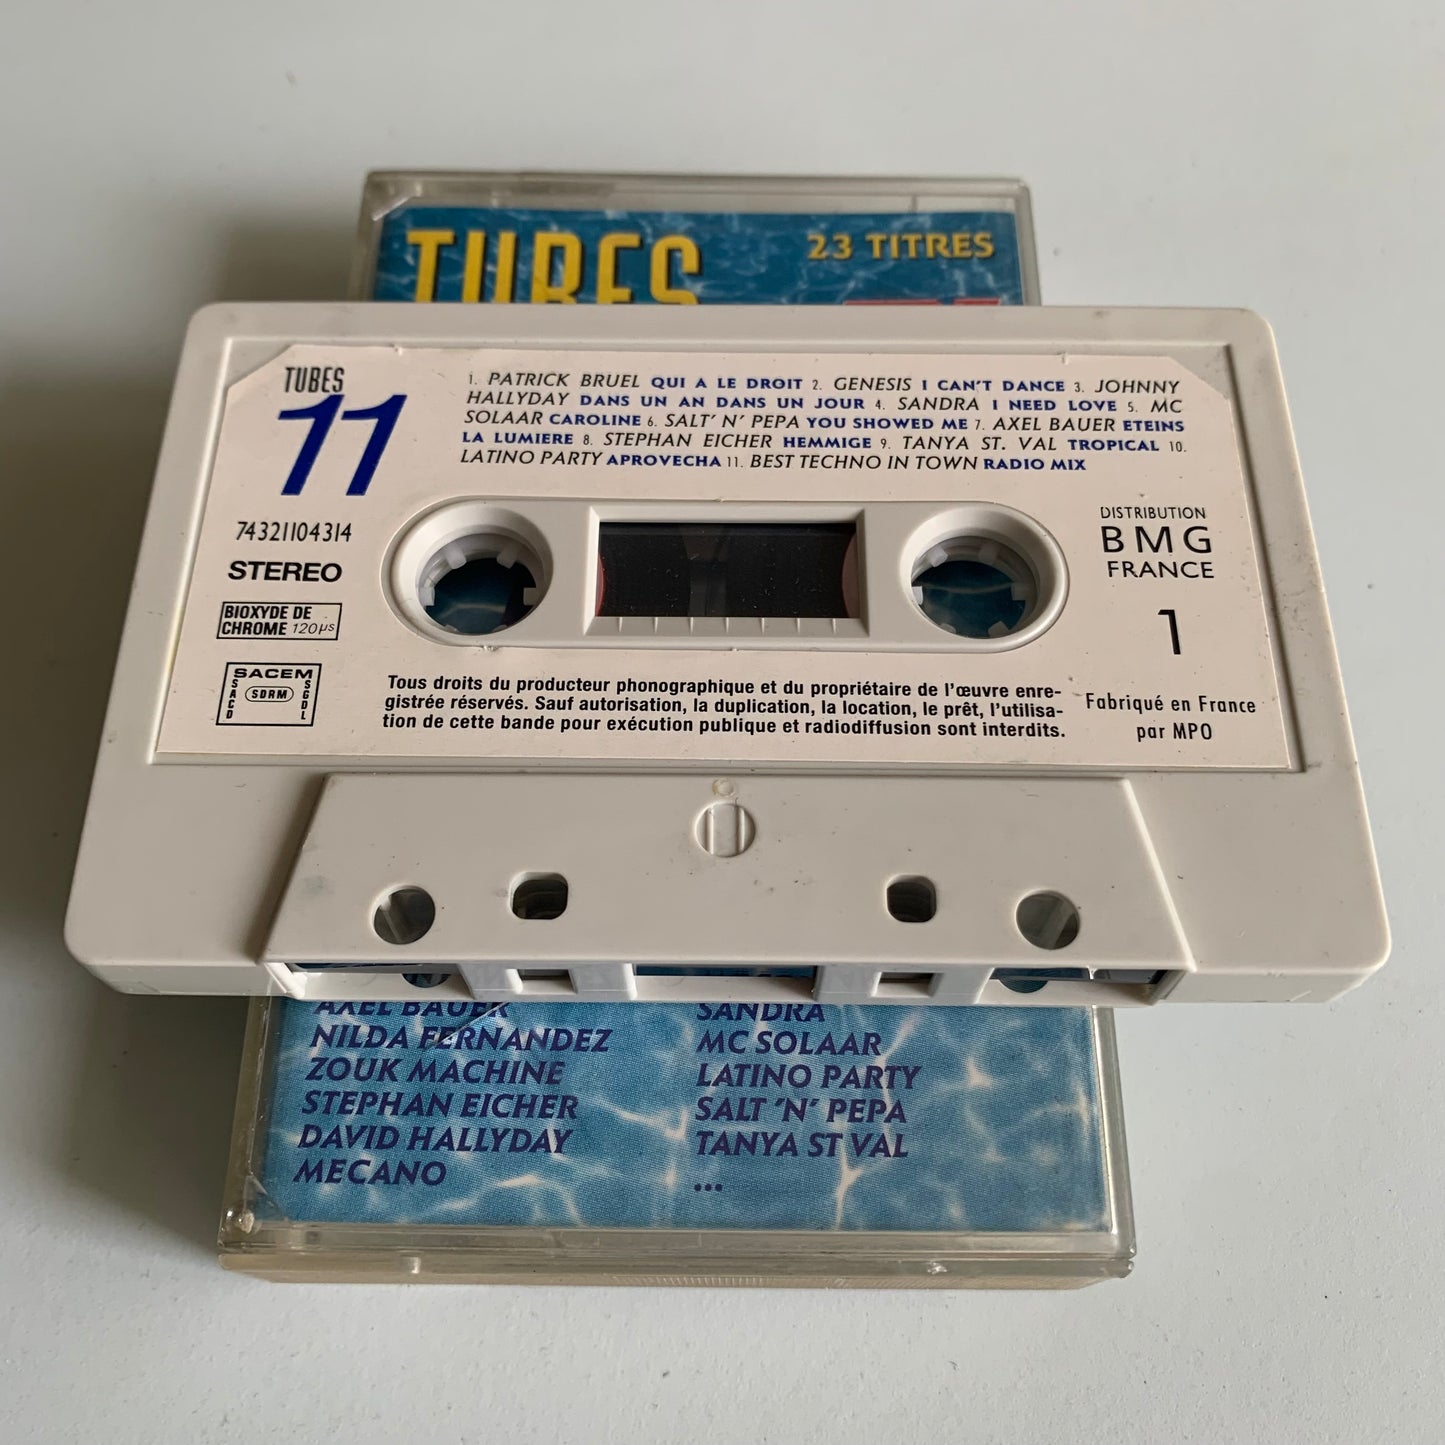 TUBES
23 TITRES
TUBES
11
1. PATRICK BRUEL QUI A LE DROIT 2. GENESIS I CAN'T DANCE 3. JOHNNY
HALLYDAY DANS UN AN DANS UN JOUR 4. SANDRA I NEED LOVE 5. MC
SOLAAR CAROLINE 6. SALT' N' PEPA YOU SHOWED ME 7. AXEL BAUER ETEINS
LA LUMIERE 8. STEPHAN EICHER HEMMIGE 9. TANYA ST. VAL TROPICAL 10.
LATINO PARTY APROVECHA 11. BEST TECHNO IN TOWN RADIO MIX
74321104314
STEREO
BIOXYDE DE
CHROME 120µs
SACEM
SACD
SDRM
SGDL
DISTRIBUTION
BMG
FRANCE
1
Tous droits du producteur phonographique et du propriétaire de l'œuvre enre-
gistrée réservés. Sauf autorisation, la duplication, la location, le prêt, l'utilisa-
tion de cette bande pour exécution publique et radiodiffusion sont interdits.
Fabriqué en France
par MPO
AXEL BAUER
NILDA FERNANDEZ
ZOUK MACHINE
STEPHAN EICHER
DAVID HALLYDAY
MECANO
SANDRA
MC SOLAAR
LATINO PARTY
SALT 'N' PEPA
TANYA ST VAL
...